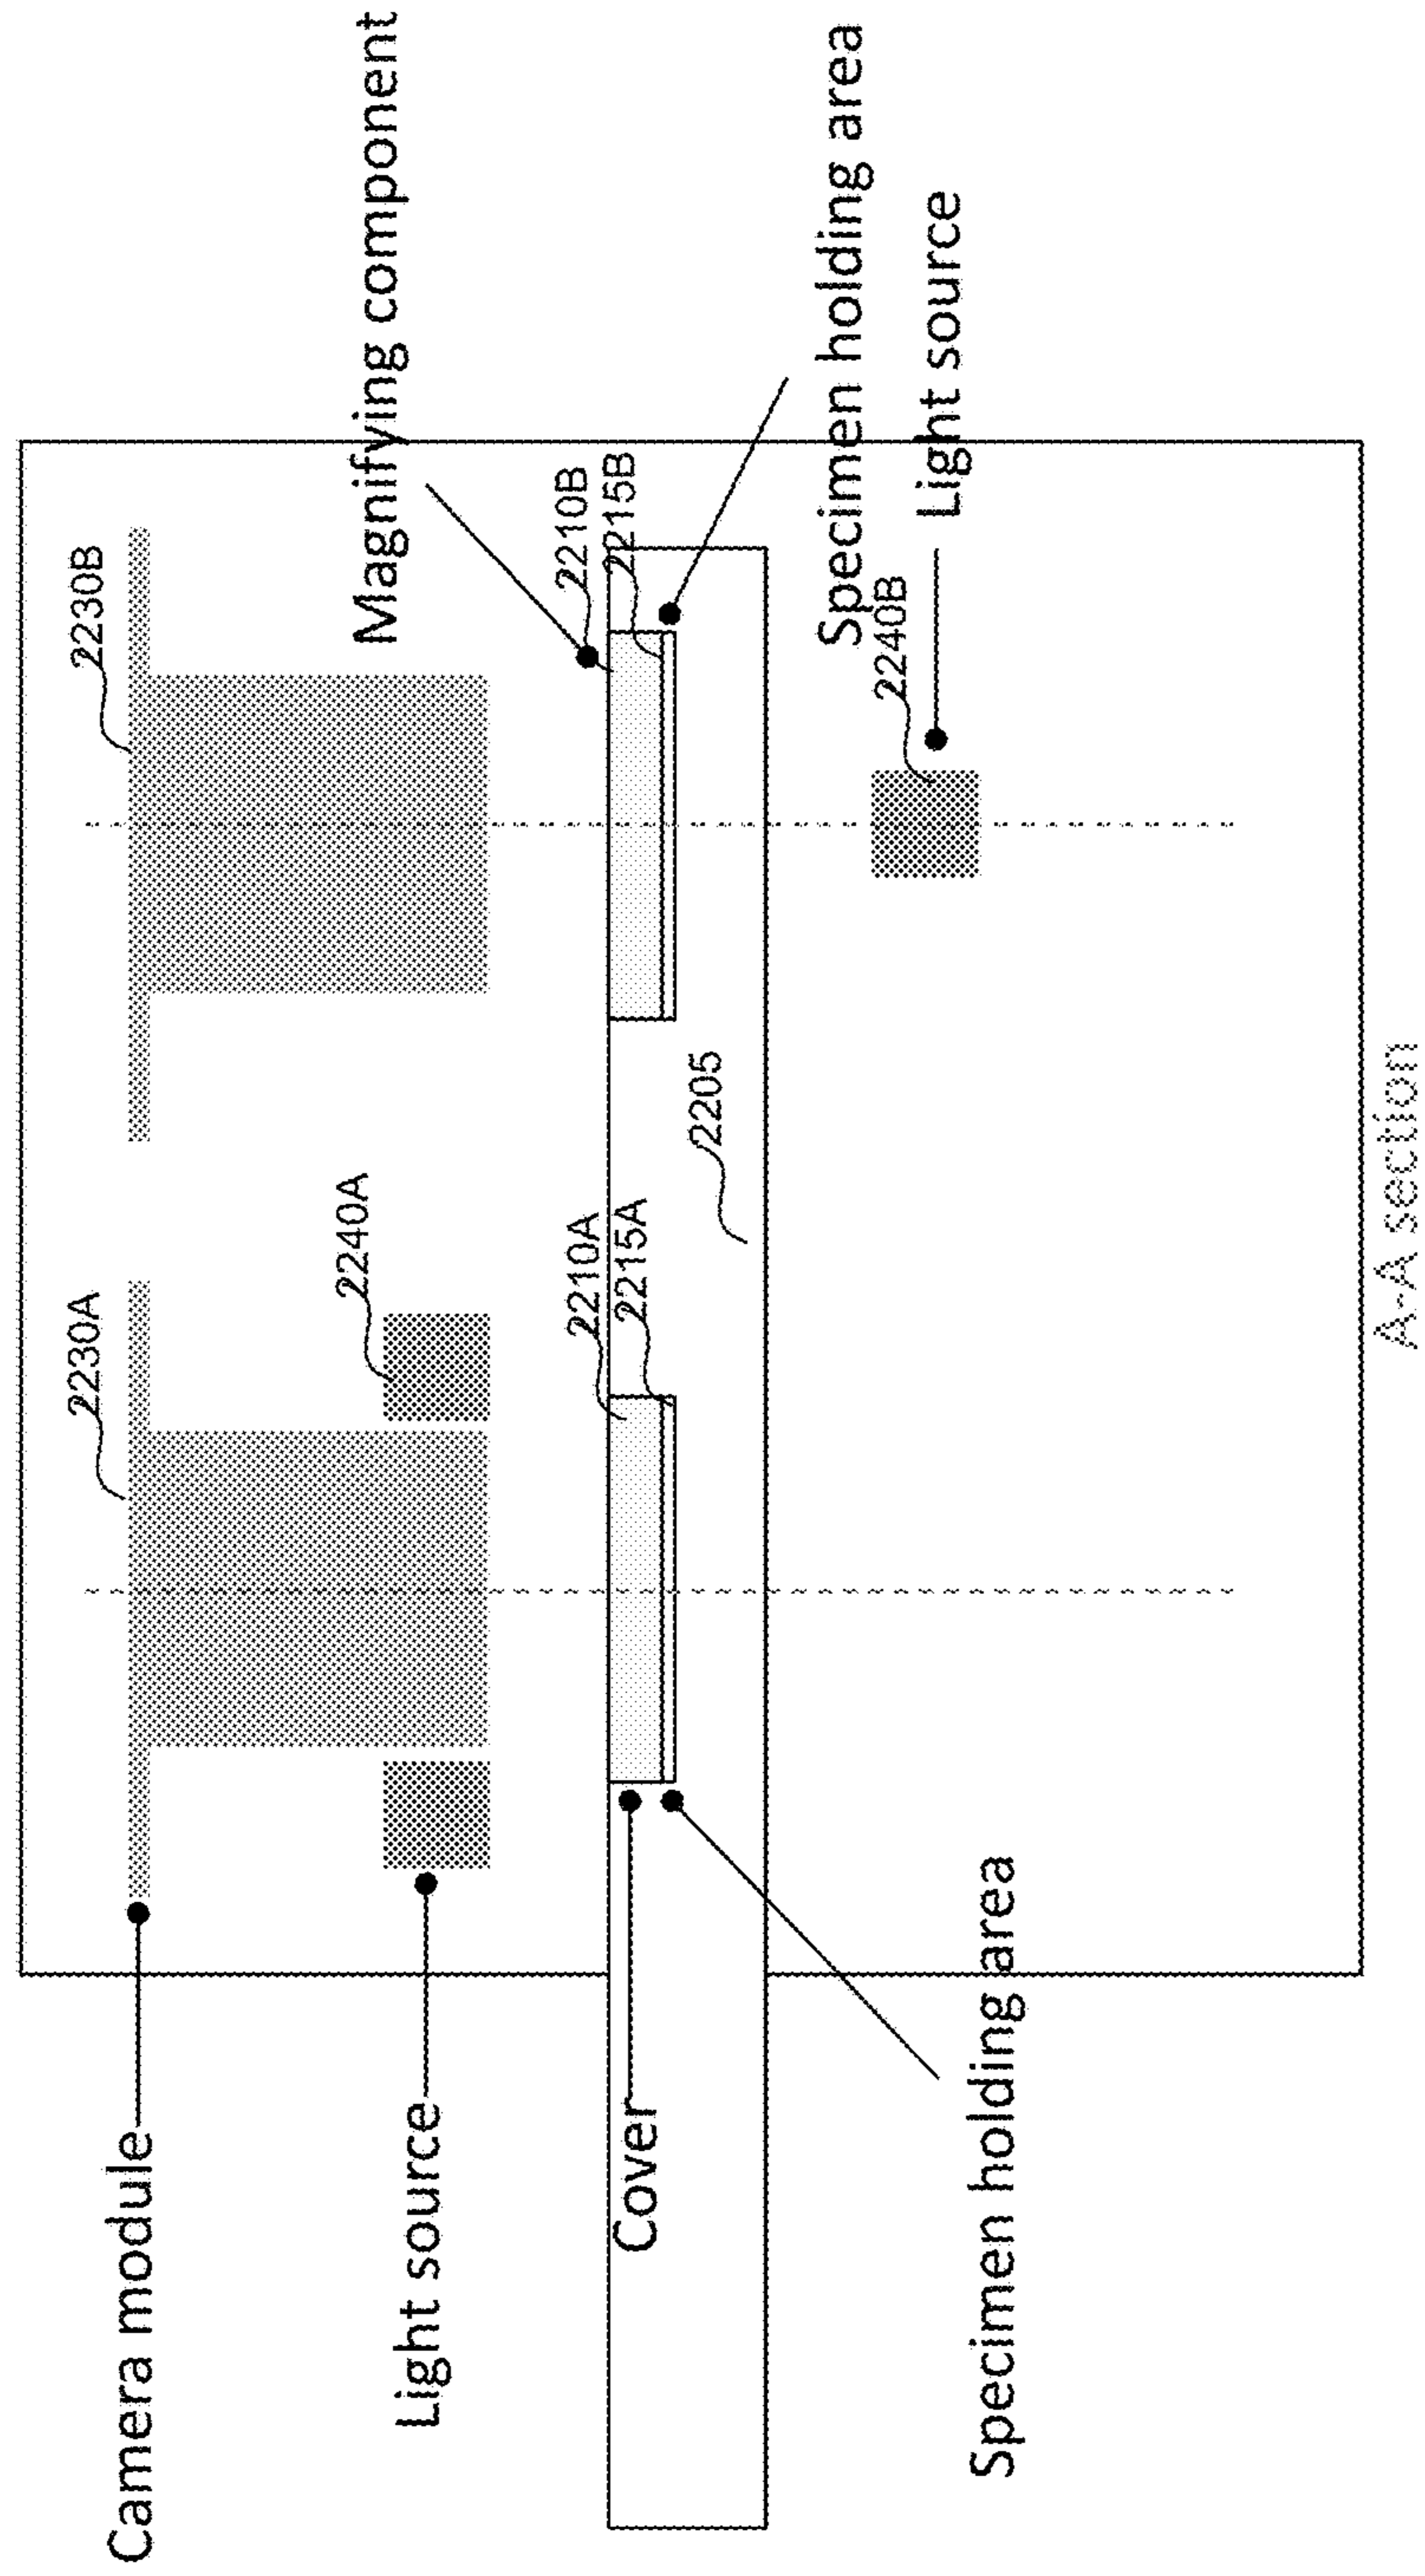 Camera module
2230A
2230B
Light source
2240A
Magnifying component
Cover
2210A
2215A
2210B
2215B
2205
Specimen holding area
Specimen holding area
2240B
Light source
A-A section